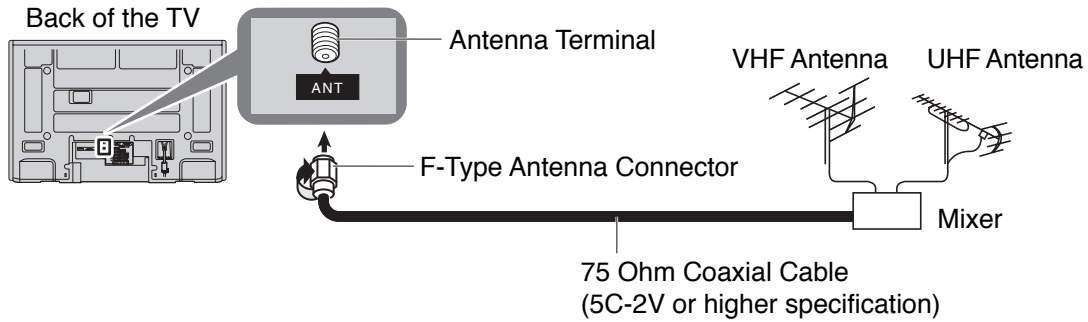 Back of the TV
Antenna Terminal
ANT
VHF Antenna
UHF Antenna
F-Type Antenna Connector
Mixer
75 Ohm Coaxial Cable
(5C-2V or higher specification)